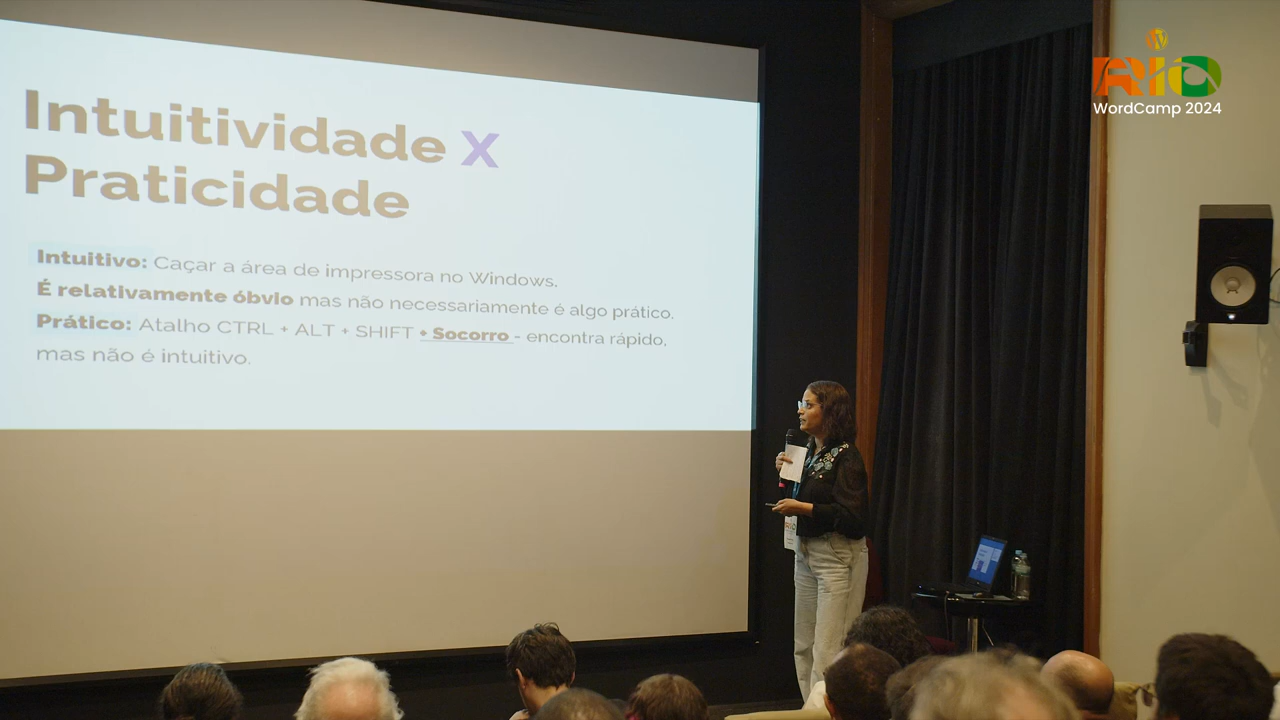 Intuitividade X
Praticidade
Intuitivo: Caçar a área de impressora no Windows.
É relativamente óbvio mas não necessariamente é algo prático.
Prático: Atalho CTRL + ALT + SHIFT + Socorro - encontra rápido,
mas não é intuitivo.
RIO
WordCamp 2024